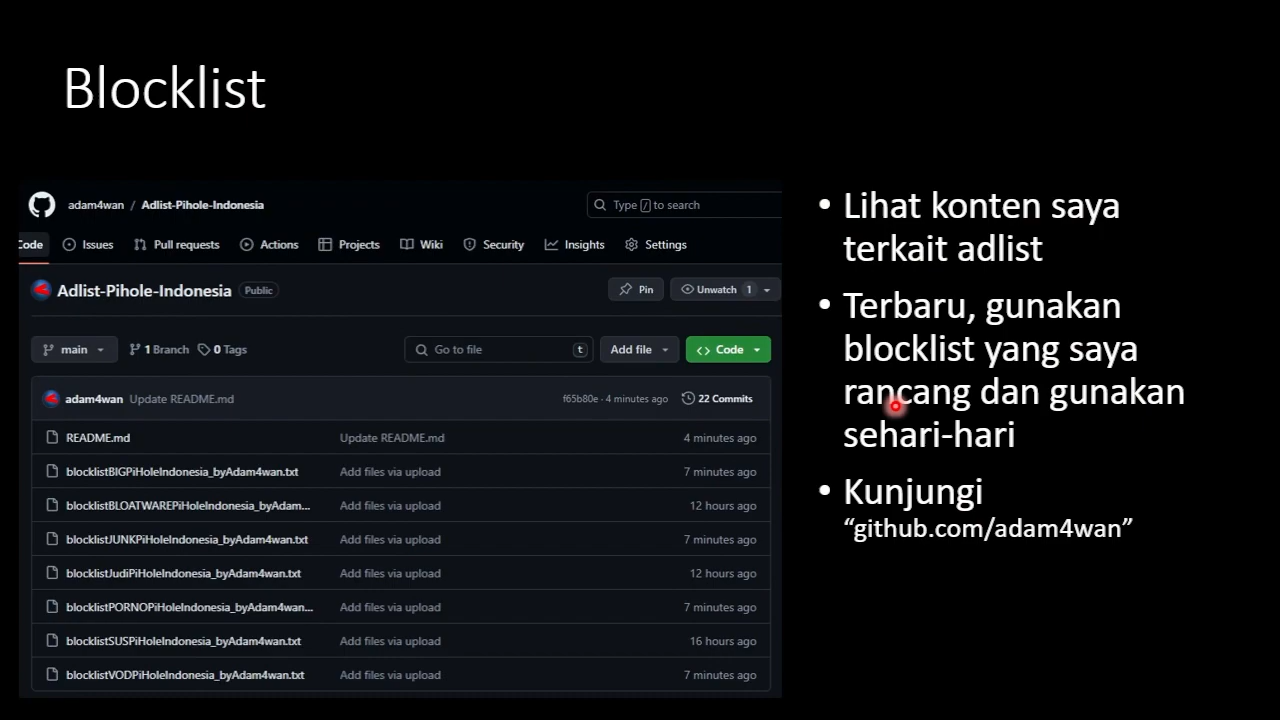 Blocklist
adam4wan / Adlist-Pihole-Indonesia
Type / to search
Code Issues Pull requests Actions Projects Wiki Security Insights Settings
Adlist-Pihole-Indonesia Public
Pin Unwatch 1
main 1 Branch 0 Tags Go to file t Add file <> Code
adam4wan Update README.md f65b80e · 4 minutes ago 22 Commits
README.md Update README.md 4 minutes ago
blocklistBIGPiHoleIndonesia_byAdam4wan.txt Add files via upload 7 minutes ago
blocklistBLOATWAREPiHoleIndonesia_byAdam... Add files via upload 12 hours ago
blocklistJUNKPiHoleIndonesia_byAdam4wan.txt Add files via upload 7 minutes ago
blocklistJudiPiHoleIndonesia_byAdam4wan.txt Add files via upload 12 hours ago
blocklistPORNOPiHoleIndonesia_byAdam4wan... Add files via upload 7 minutes ago
blocklistSUSPiHoleIndonesia_byAdam4wan.txt Add files via upload 16 hours ago
blocklistVODPiHoleIndonesia_byAdam4wan.txt Add files via upload 7 minutes ago
• Lihat konten saya
terkait adlist
• Terbaru, gunakan
blocklist yang saya
rancang dan gunakan
sehari-hari
• Kunjungi
“github.com/adam4wan”